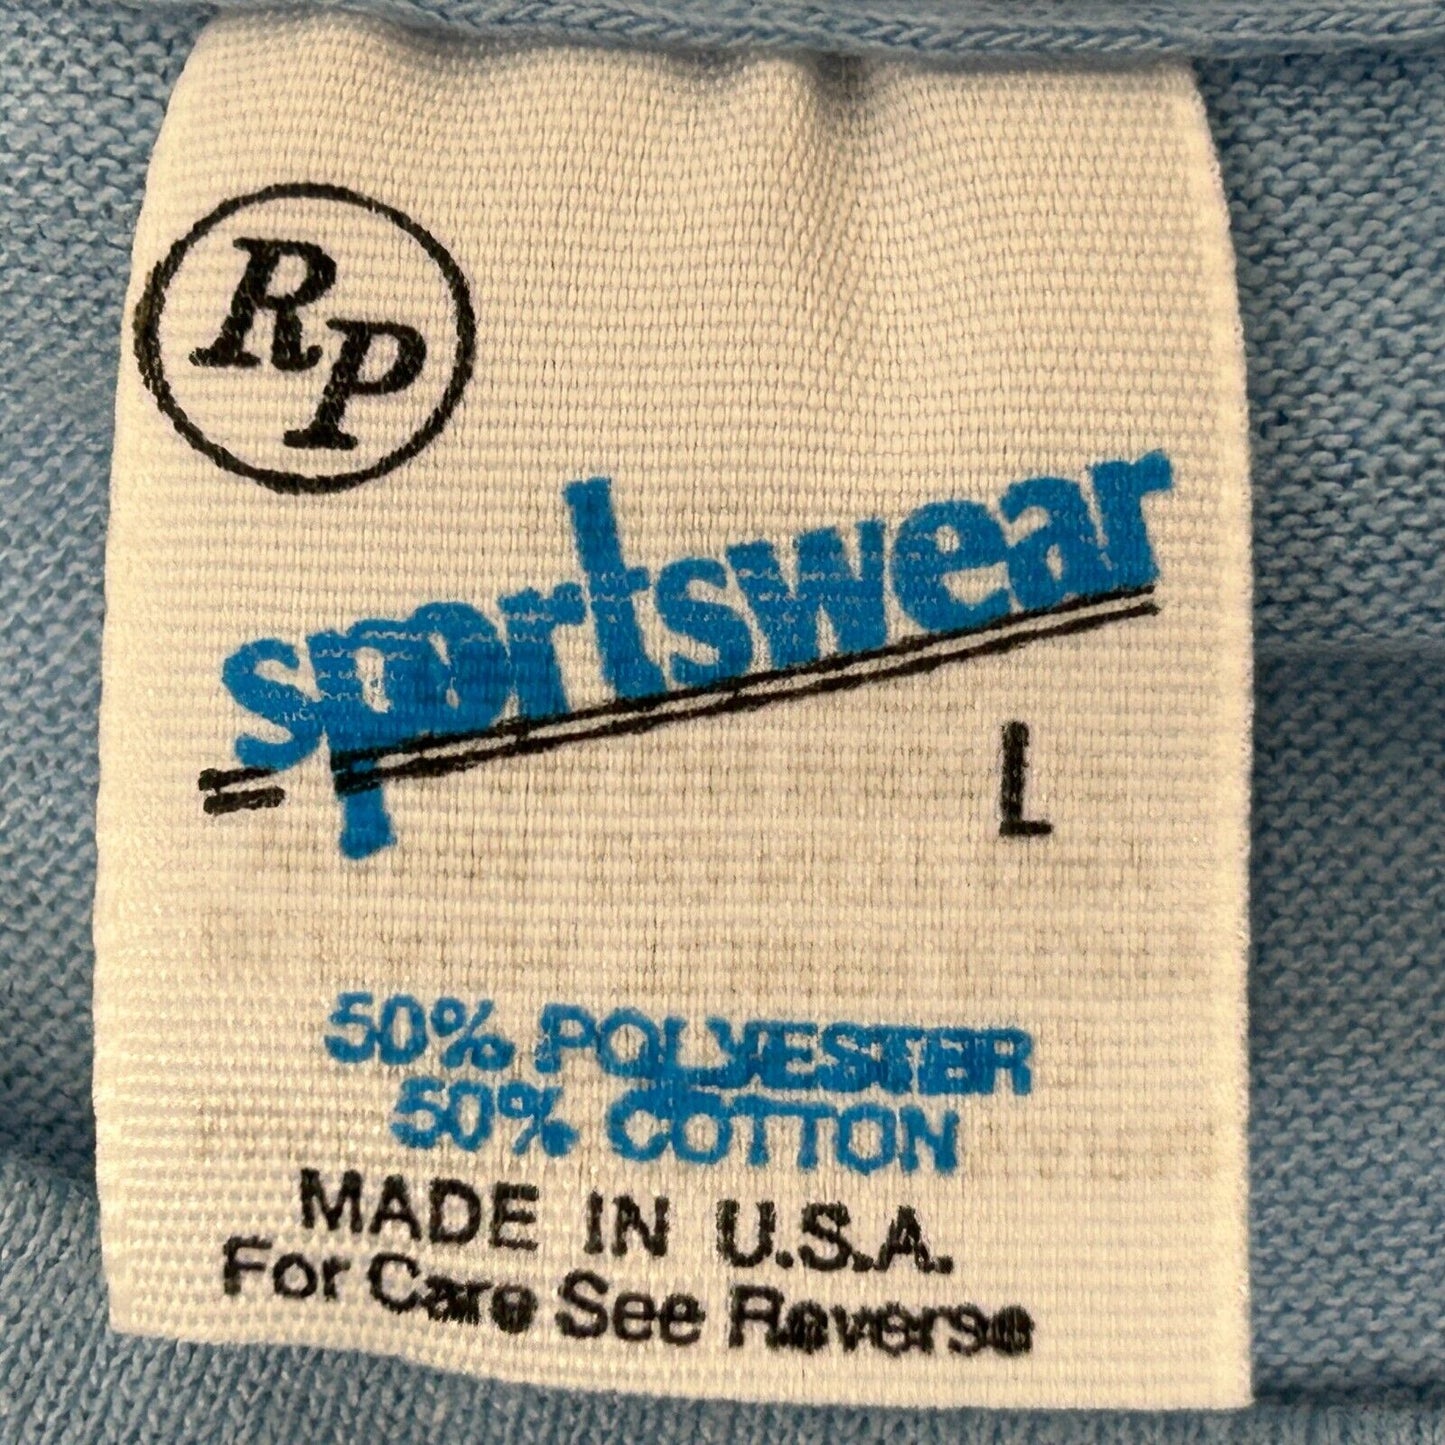 RP
sportswear
L
50% POLYESTER
50% COTTON
MADE IN U.S.A.
For Care See Reverse